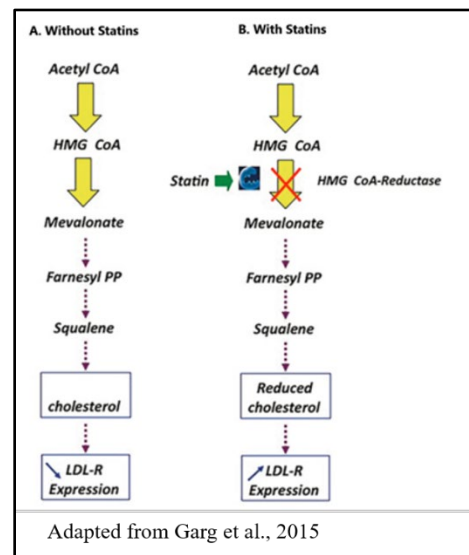 A. Without Statins
Acetyl CoA
HMG CoA
Mevalonate
Farnesyl PP
Squalene
cholesterol
LDL-R
Expression
B. With Statins
Acetyl CoA
HMG CoA
Statin
HMG CoA-Reductase
Mevalonate
Farnesyl PP
Squalene
Reduced
cholesterol
LDL-R
Expression
Adapted from Garg et al., 2015